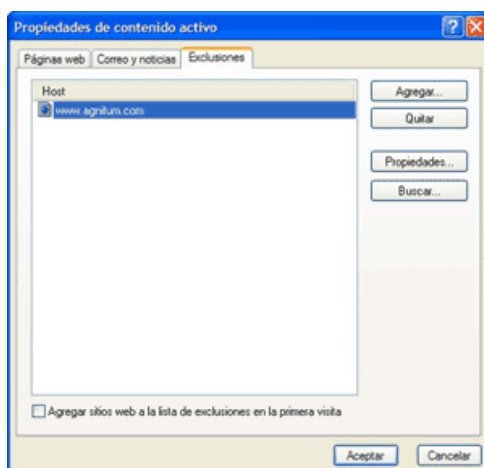 Propiedades de contenido activo
Páginas web Correo y noticias Exclusiones
Host
www.agnitum.com
Agregar...
Quitar
Propiedades...
Buscar...
Agregar sitios web a la lista de exclusiones en la primera visita
Aceptar Cancelar